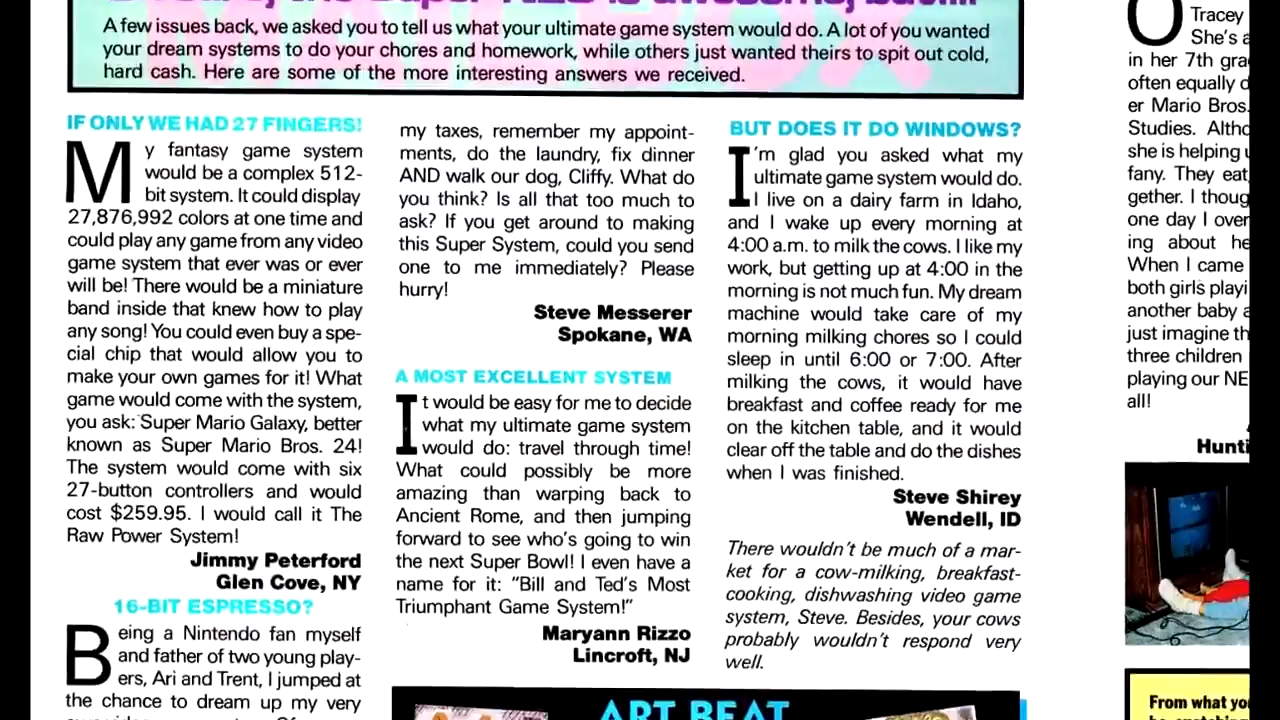 A few issues back, we asked you to tell us what your ultimate game system would do. A lot of you wanted
your dream systems to do your chores and homework, while others just wanted theirs to spit out cold,
hard cash. Here are some of the more interesting answers we received.
IF ONLY WE HAD 27 FINGERS!
My fantasy game system
would be a complex 512-
bit system. It could display
27,876,992 colors at one time and
could play any game from any video
game system that ever was or ever
will be! There would be a miniature
band inside that knew how to play
any song! You could even buy a spe-
cial chip that would allow you to
make your own games for it! What
game would come with the system,
you ask: Super Mario Galaxy, better
known as Super Mario Bros. 24!
The system would come with six
27-button controllers and would
cost $259.95. I would call it The
Raw Power System!
Jimmy Peterford
Glen Cove, NY
16-BIT ESPRESSO?
Being a Nintendo fan myself
and father of two young play-
ers, Ari and Trent, I jumped at
the chance to dream up my very
my taxes, remember my appoint-
ments, do the laundry, fix dinner
AND walk our dog, Cliffy. What do
you think? Is all that too much to
ask? If you get around to making
this Super System, could you send
one to me immediately? Please
hurry!
Steve Messerer
Spokane, WA
A MOST EXCELLENT SYSTEM
It would be easy for me to decide
what my ultimate game system
would do: travel through time!
What could possibly be more
amazing than warping back to
Ancient Rome, and then jumping
forward to see who's going to win
the next Super Bowl! I even have a
name for it: "Bill and Ted's Most
Triumphant Game System!"
Maryann Rizzo
Lincroft, NJ
BUT DOES IT DO WINDOWS?
I'm glad you asked what my
ultimate game system would do.
I live on a dairy farm in Idaho,
and I wake up every morning at
4:00 a.m. to milk the cows. I like my
work, but getting up at 4:00 in the
morning is not much fun. My dream
machine would take care of my
morning milking chores so I could
sleep in until 6:00 or 7:00. After
milking the cows, it would have
breakfast and coffee ready for me
on the kitchen table, and it would
clear off the table and do the dishes
when I was finished.
Steve Shirey
Wendell, ID
There wouldn't be much of a mar-
ket for a cow-milking, breakfast-
cooking, dishwashing video game
system, Steve. Besides, your cows
probably wouldn't respond very
well.
ART BEAT
O
Tracey
She's a
in her 7th gra
often equally d
er Mario Bros.
Studies. Altho
she is helping u
fany. They eat
gether. I thoug
one day I over
ing about he
When I came
both girls playi
another baby a
just imagine th
three children
playing our NE
all!
Hunti
From what yo